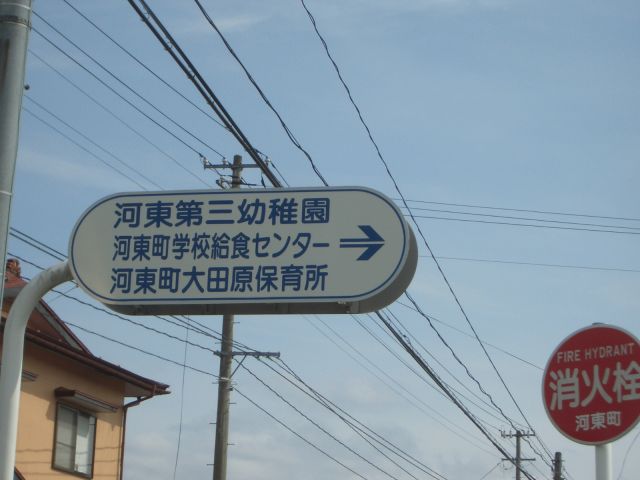 河東第三幼稚園
河東町学校給食センター
河東町大田原保育所
FIRE HYDRANT
消火栓
河東町